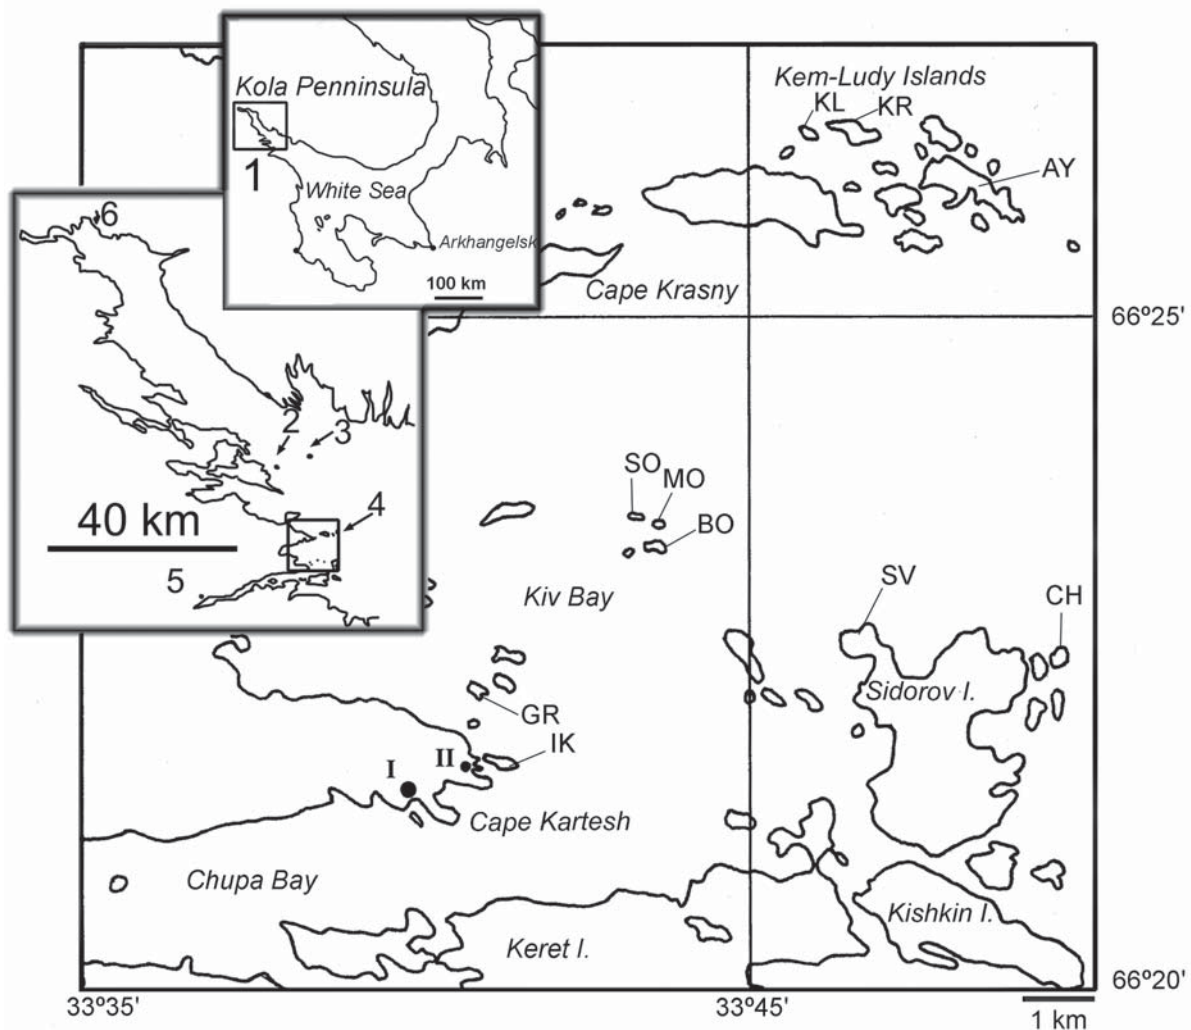 Kola Penninsula
1
White Sea
Arkhangelsk
100 km
Kem-Ludy Islands
KL
KR
AY
Cape Krasny
66º25'
6
2
3
40 km
4
5
SO
MO
BO
Kiv Bay
SV
CH
Sidorov I.
GR
IK
II
I
Cape Kartesh
Chupa Bay
Kishkin I.
Keret I.
66º20'
33º35'
33º45'
1 km